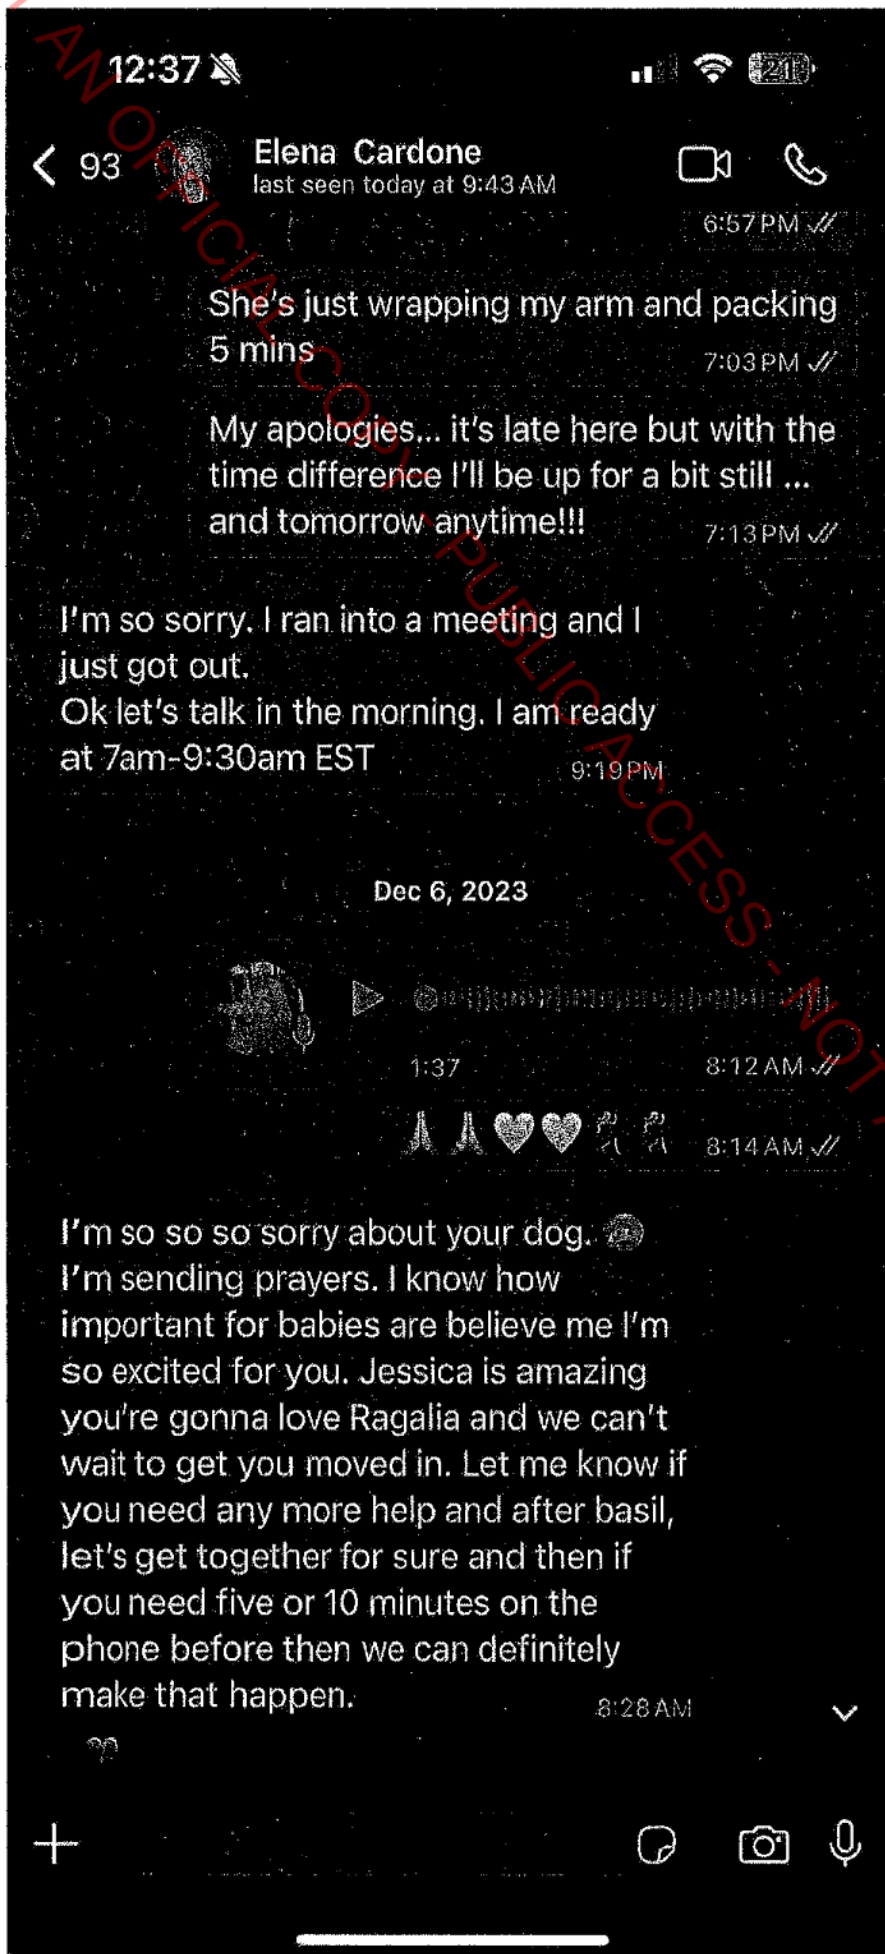 12:37
21
93
Elena Cardone
last seen today at 9:43 AM
6:57 PM
She's just wrapping my arm and packing
5 mins
7:03 PM
My apologies... it's late here but with the
time difference I'll be up for a bit still ...
and tomorrow anytime!!!
7:13 PM
I'm so sorry. I ran into a meeting and I
just got out.
Ok let's talk in the morning. I am ready
at 7am-9:30am EST
9:19 PM
Dec 6, 2023
1:37
8:12 AM
🙏🙏
8:14 AM
I'm so so so sorry about your dog.
I'm sending prayers. I know how
important for babies are believe me I'm
so excited for you. Jessica is amazing
you're gonna love Ragalia and we can't
wait to get you moved in. Let me know if
you need any more help and after basil,
let's get together for sure and then if
you need five or 10 minutes on the
phone before then we can definitely
make that happen.
8:28 AM
AN OFFICIAL COPY - PUBLIC ACCESS - NOT